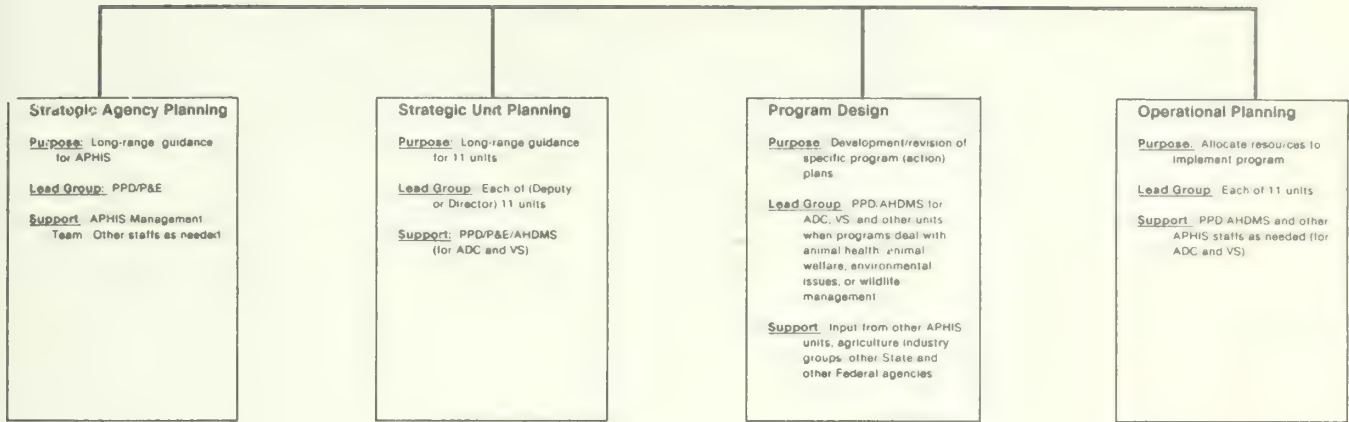 Strategic Agency Planning
Purpose: Long-range guidance
for APHIS
Lead Group: PPD/P&E
Support APHIS Management
Team Other staffs as needed
Strategic Unit Planning
Purpose: Long-range guidance
for 11 units
Lead Group Each of (Deputy
or Director) 11 units
Support: PPD/P&E/AHDMS
(for ADC and VS)
Program Design
Purpose Development/revision of
specific program (action)
plans
Lead Group PPD/AHDMS for
ADC, VS and other units
when programs deal with
animal health animal
welfare, environmental
issues, or wildlife
management
Support Input from other APHIS
units, agriculture industry
groups other State and
other Federal agencies
Operational Planning
Purpose. Allocate resources to
implement program
Lead Group Each of 11 units
Support PPD AHDMS and other
APHIS staffs as needed (for
ADC and VS)